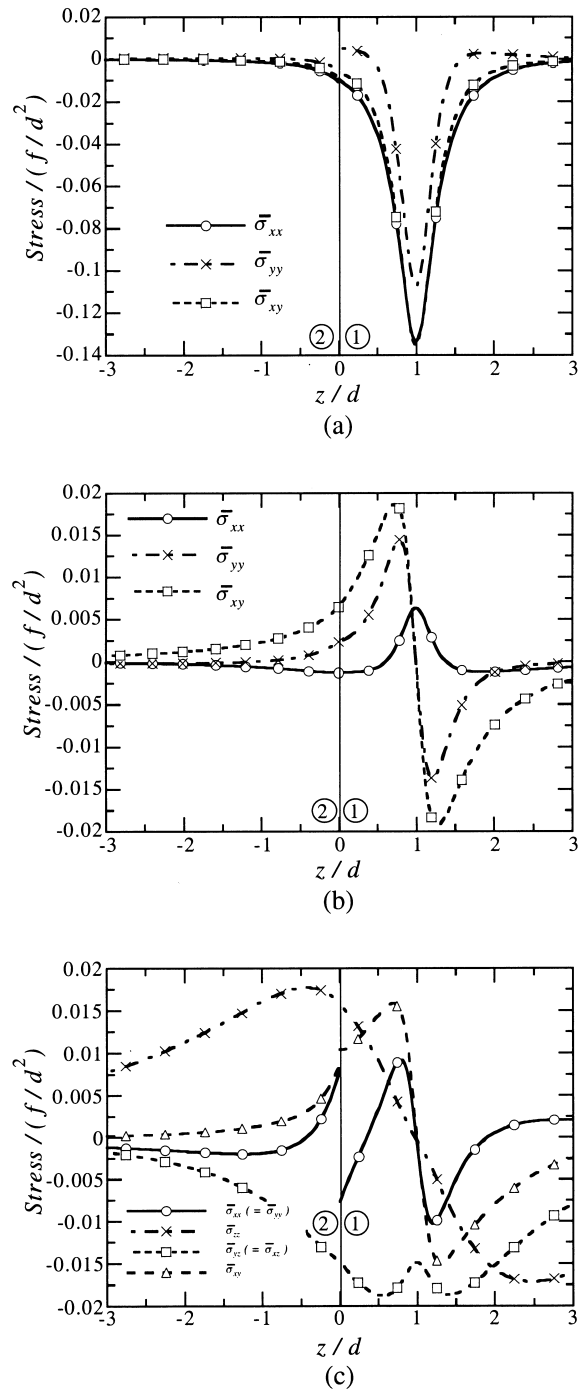 0
-0.02
-0.04
-0.06
-0.08
-0.1
-0.12
-0.14
Stress / ( f / d² )
σ̄xx
σ̄yy
σ̄xy
② ①
-3 -2 -1 0 1 2 3
z / d
(a)
0.02
0.015
0.01
0.005
0
-0.005
-0.01
-0.015
-0.02
Stress / ( f / d² )
σ̄xx
σ̄yy
σ̄xy
② ①
-3 -2 -1 0 1 2 3
z / d
(b)
0.02
0.015
0.01
0.005
0
-0.005
-0.01
-0.015
-0.02
Stress / ( f / d² )
σ̄xx ( = σ̄yy )
σ̄zz
σ̄yz ( = σ̄xz )
σ̄xy
② ①
-3 -2 -1 0 1 2 3
z / d
(c)